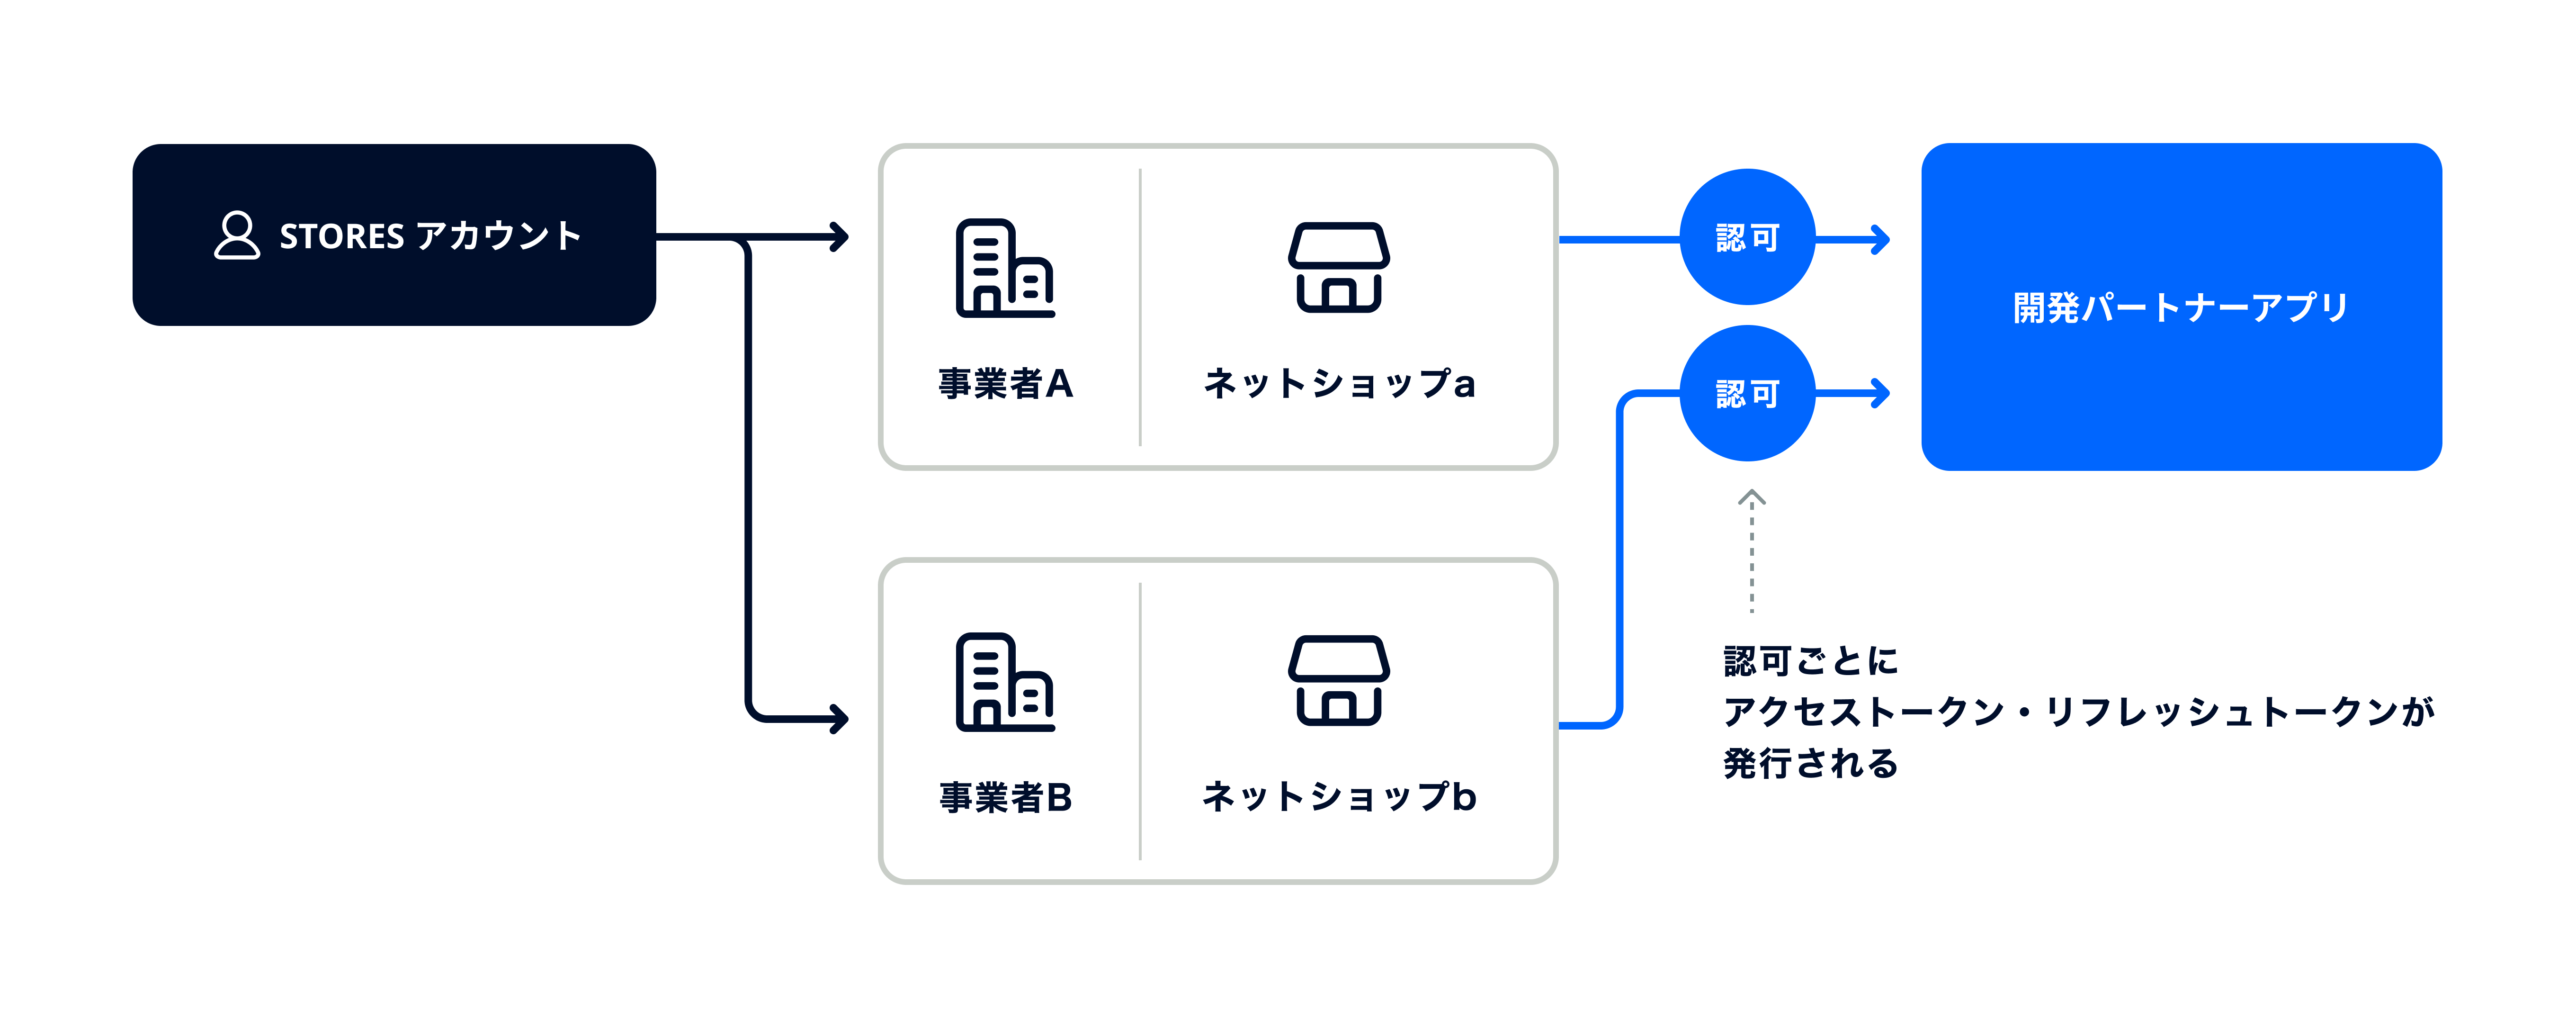 STORES アカウント
事業者A
ネットショップa
認可
認可
開発パートナーアプリ
事業者B
ネットショップb
認可ごとに
アクセストークン・リフレッシュトークンが
発行される